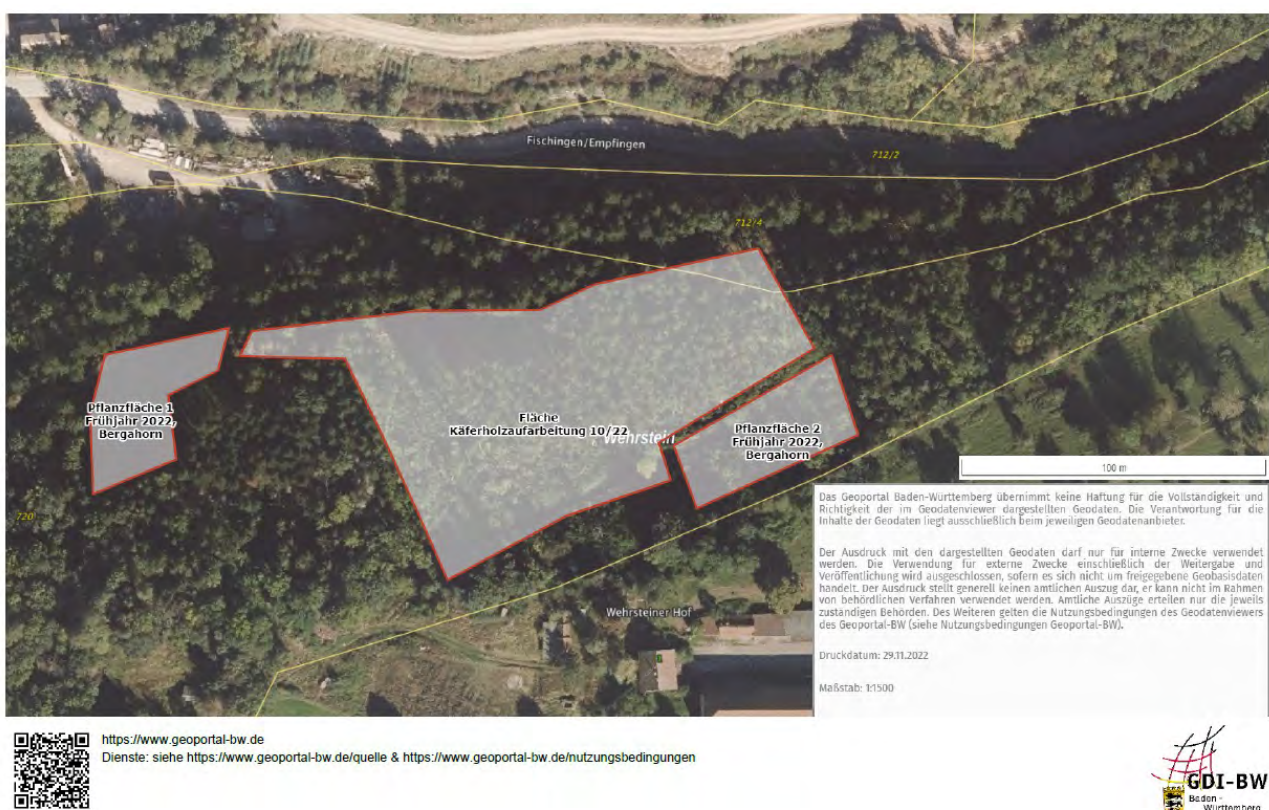 Fischingen/Empfingen
712/2
712/4
Pflanzfläche 1
Frühjahr 2022,
Bergahorn
Fläche
Käferholzaufarbeitung 10/22
Wehrstein
Pflanzfläche 2
Frühjahr 2022,
Bergahorn
720
Wehrsteiner Hof
100 m
Das Geoportal Baden-Württemberg übernimmt keine Haftung für die Vollständigkeit und
Richtigkeit der im Geodatenviewer dargestellten Geodaten. Die Verantwortung für die
Inhalte der Geodaten liegt ausschließlich beim jeweiligen Geodatenanbieter.
Der Ausdruck mit den dargestellten Geodaten darf nur für interne Zwecke verwendet
werden. Die Verwendung für externe Zwecke einschließlich der Weitergabe und
Veröffentlichung wird ausgeschlossen, sofern es sich nicht um freigegebene Geobasisdaten
handelt. Der Ausdruck stellt generell keinen amtlichen Auszug dar, er kann nicht im Rahmen
von behördlichen Verfahren verwendet werden. Amtliche Auszüge erteilen nur die jeweils
zuständigen Behörden. Des Weiteren gelten die Nutzungsbedingungen des Geodatenviewers
des Geoportal-BW (siehe Nutzungsbedingungen Geoportal-BW).
Druckdatum: 29.11.2022
Maßstab: 1:1500
https://www.geoportal-bw.de
Dienste: siehe https://www.geoportal-bw.de/quelle & https://www.geoportal-bw.de/nutzungsbedingungen
GDI-BW
Baden-
Württemberg